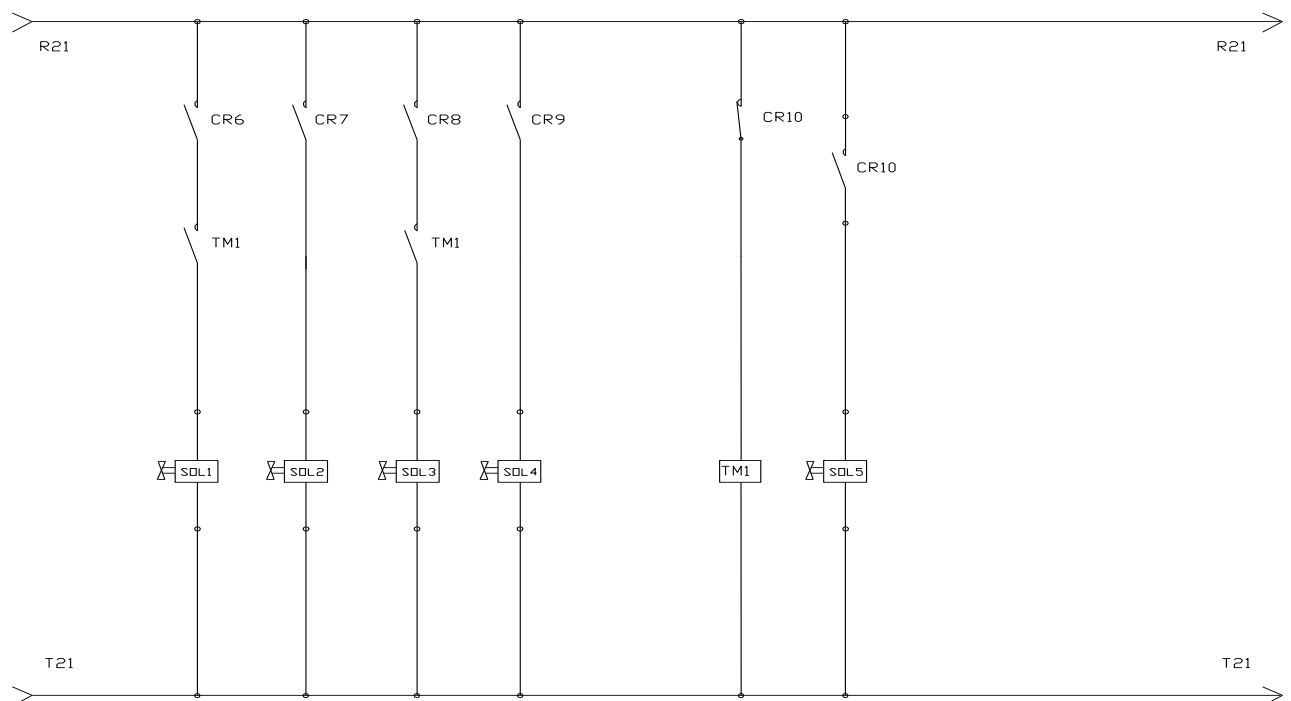 R21
R21
CR6
CR7
CR8
CR9
CR10
CR10
TM1
TM1
SOL1
SOL2
SOL3
SOL4
TM1
SOL5
T21
T21